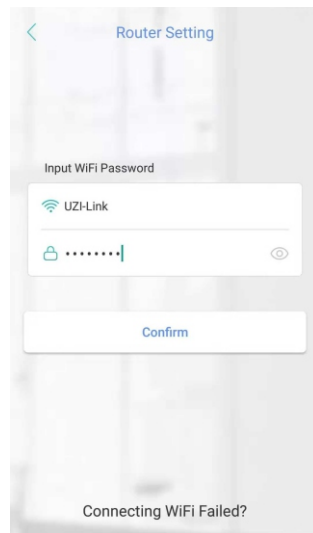 Router Setting
Input WiFi Password
UZI-Link
••••••••
Confirm
Connecting WiFi Failed?